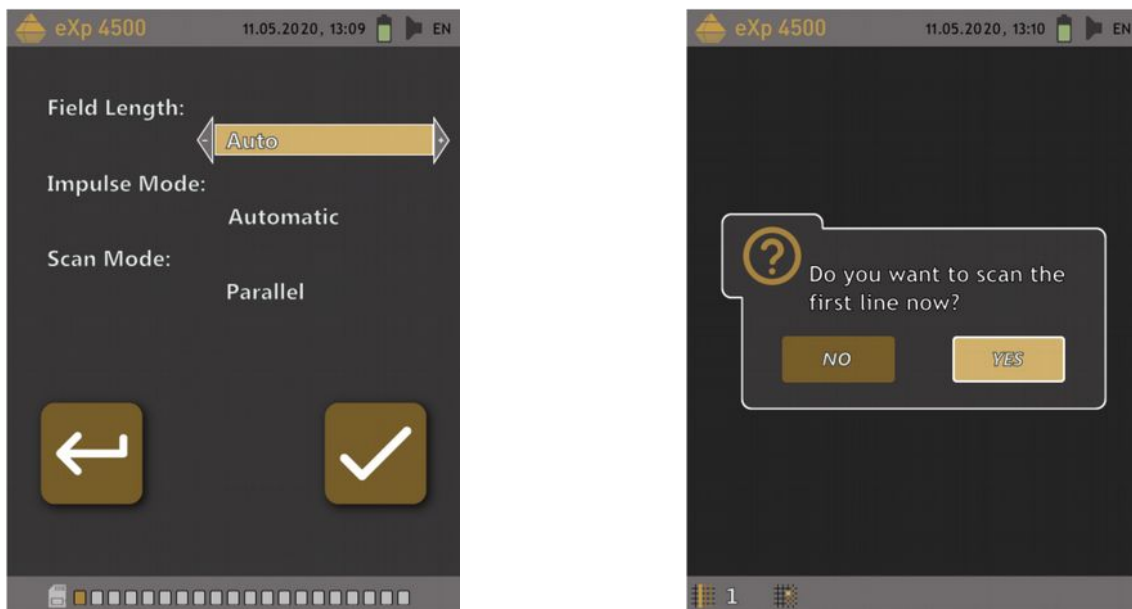 eXp 4500 11.05.2020, 13:09 EN
Field Length:
- Auto +
Impulse Mode:
Automatic
Scan Mode:
Parallel
eXp 4500 11.05.2020, 13:10 EN
Do you want to scan the
first line now?
NO YES
1